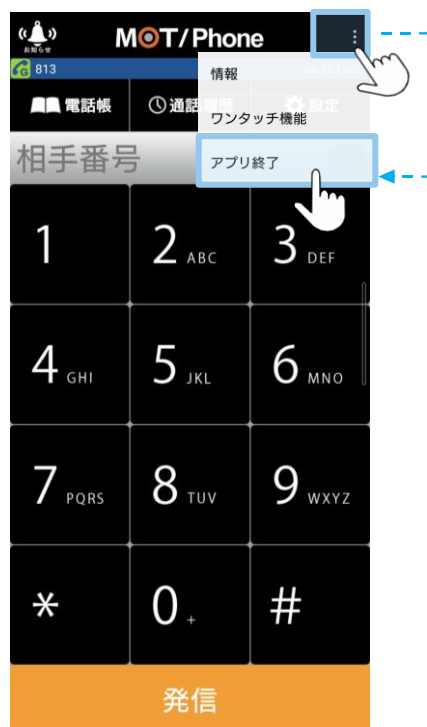 お知らせ
MOT/Phone
813
情報
電話帳
通話
設定
ワンタッチ機能
相手番号
アプリ終了
1
2 ABC
3 DEF
4 GHI
5 JKL
6 MNO
7 PQRS
8 TUV
9 WXYZ
*
0 +
#
発信